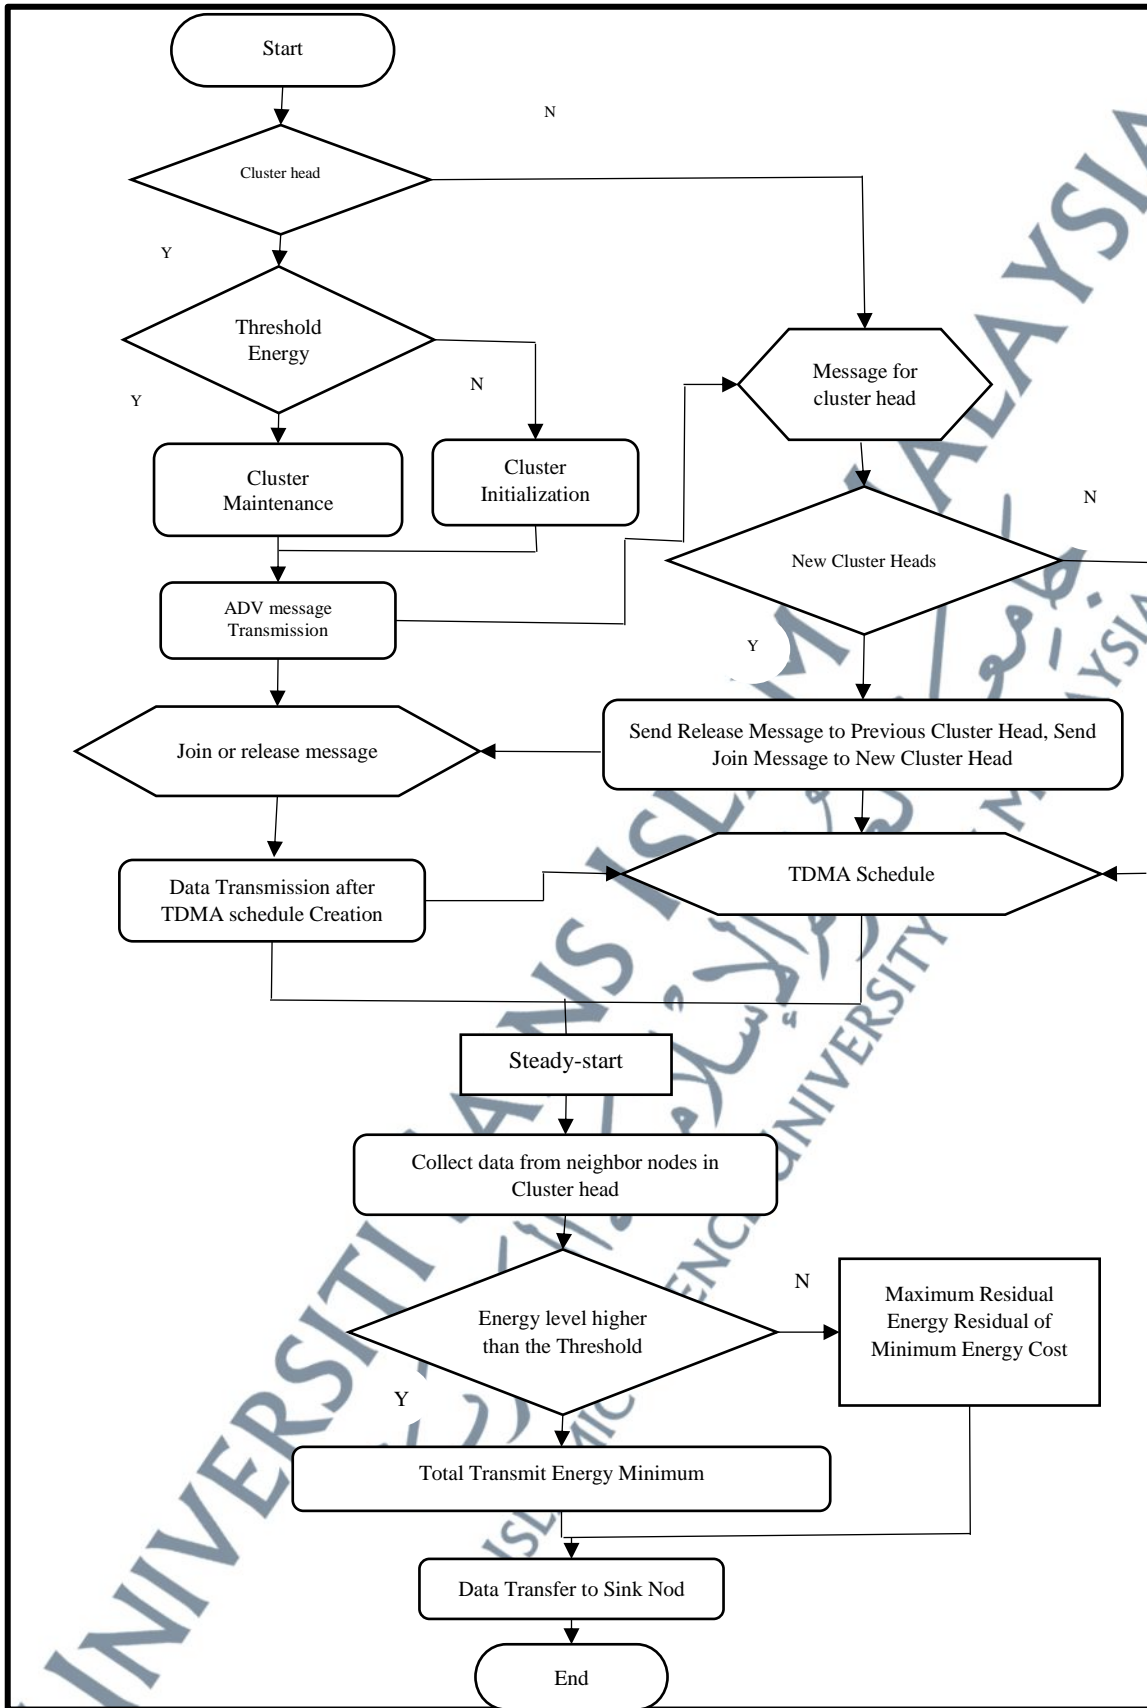 Start
N
Cluster head
Y
Threshold
Energy
N
Y
Message for
cluster head
Cluster
Maintenance
Cluster
Initialization
N
New Cluster Heads
ADV message
Transmission
Y
Join or release message
Send Release Message to Previous Cluster Head, Send
Join Message to New Cluster Head
Data Transmission after
TDMA schedule Creation
TDMA Schedule
Steady-start
Collect data from neighbor nodes in
Cluster head
Energy level higher
than the Threshold
N
Maximum Residual
Energy Residual of
Minimum Energy Cost
Y
Total Transmit Energy Minimum
Data Transfer to Sink Nod
End
UNIVERSITI
ISLAM
ALAYSIA
UNIVERSITY